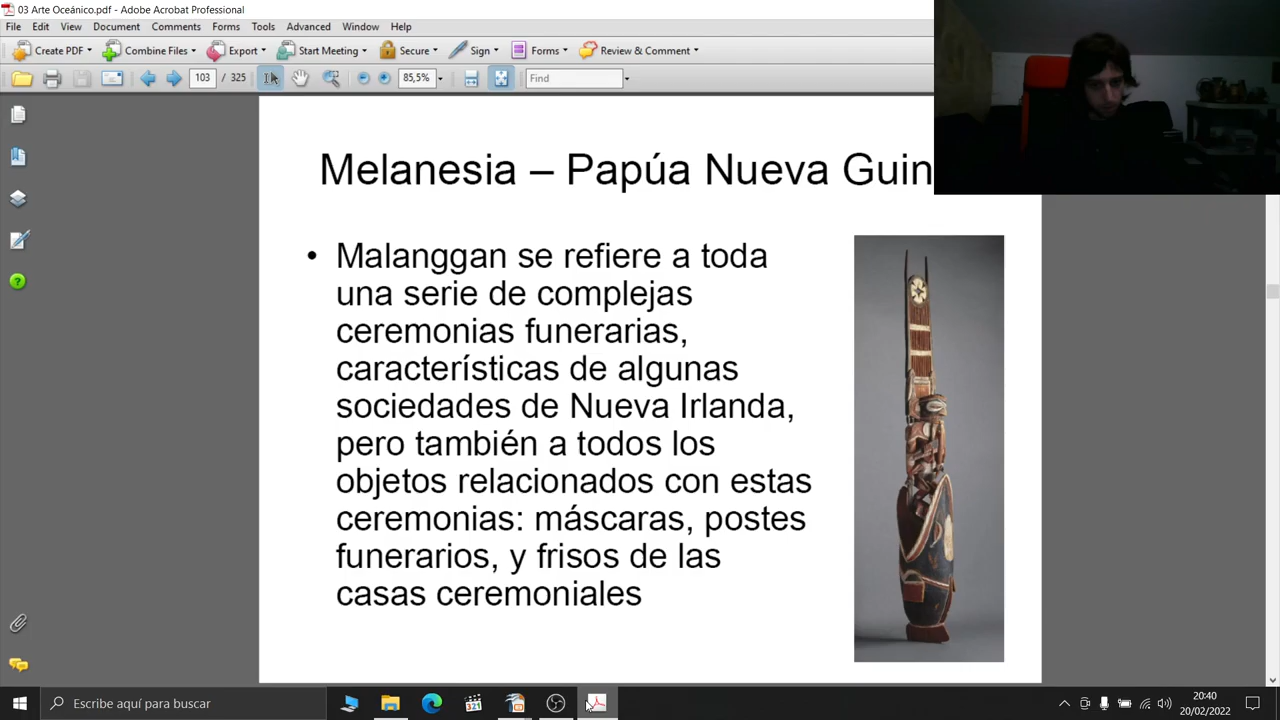 03 Arte Oceánico.pdf - Adobe Acrobat Professional
File Edit View Document Comments Forms Tools Advanced Window Help
Create PDF Combine Files Export Start Meeting Secure Sign Forms Review & Comment
103 / 325 85,5% Find
Melanesia – Papúa Nueva Guin
• Malanggan se refiere a toda
una serie de complejas
ceremonias funerarias,
características de algunas
sociedades de Nueva Irlanda,
pero también a todos los
objetos relacionados con estas
ceremonias: máscaras, postes
funerarios, y frisos de las
casas ceremoniales
Escribe aquí para buscar
321
20:40
20/02/2022